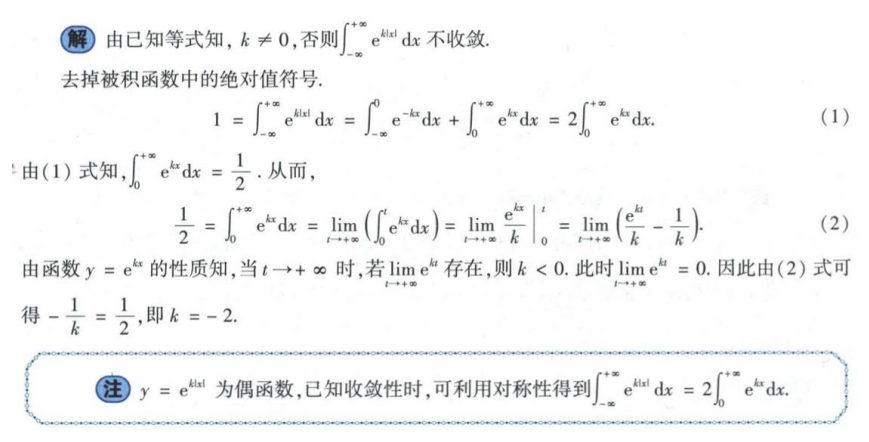 解 由已知等式知, k ≠ 0,否则∫_{-∞}^{+∞} e^{k|x|} dx 不收敛.
去掉被积函数中的绝对值符号.
1 = ∫_{-∞}^{+∞} e^{k|x|} dx = ∫_{-∞}^{0} e^{-kx} dx + ∫_{0}^{+∞} e^{kx} dx = 2∫_{0}^{+∞} e^{kx} dx. (1)
由(1) 式知,∫_{0}^{+∞} e^{kx} dx = 1/2 . 从而,
1/2 = ∫_{0}^{+∞} e^{kx} dx = lim_{t→+∞} (∫_{0}^{t} e^{kx} dx) = lim_{t→+∞} e^{kx}/k |_{0}^{t} = lim_{t→+∞} (e^{kt}/k - 1/k). (2)
由函数 y = e^{kx} 的性质知,当 t→+ ∞ 时,若 lim_{t→+∞} e^{kt} 存在,则 k < 0. 此时 lim_{t→+∞} e^{kt} = 0. 因此由(2) 式可
得 - 1/k = 1/2,即 k = - 2.
注 y = e^{k|x|} 为偶函数,已知收敛性时,可利用对称性得到∫_{-∞}^{+∞} e^{k|x|} dx = 2∫_{0}^{+∞} e^{kx} dx.